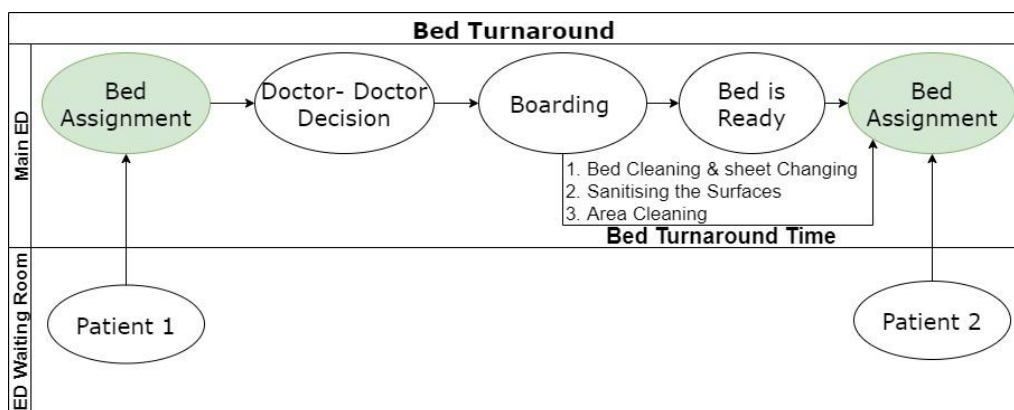 Bed Turnaround
Main ED
Bed
Assignment
Doctor- Doctor
Decision
Boarding
Bed is
Ready
Bed
Assignment
1. Bed Cleaning & sheet Changing
2. Sanitising the Surfaces
3. Area Cleaning
Bed Turnaround Time
ED Waiting Room
Patient 1
Patient 2